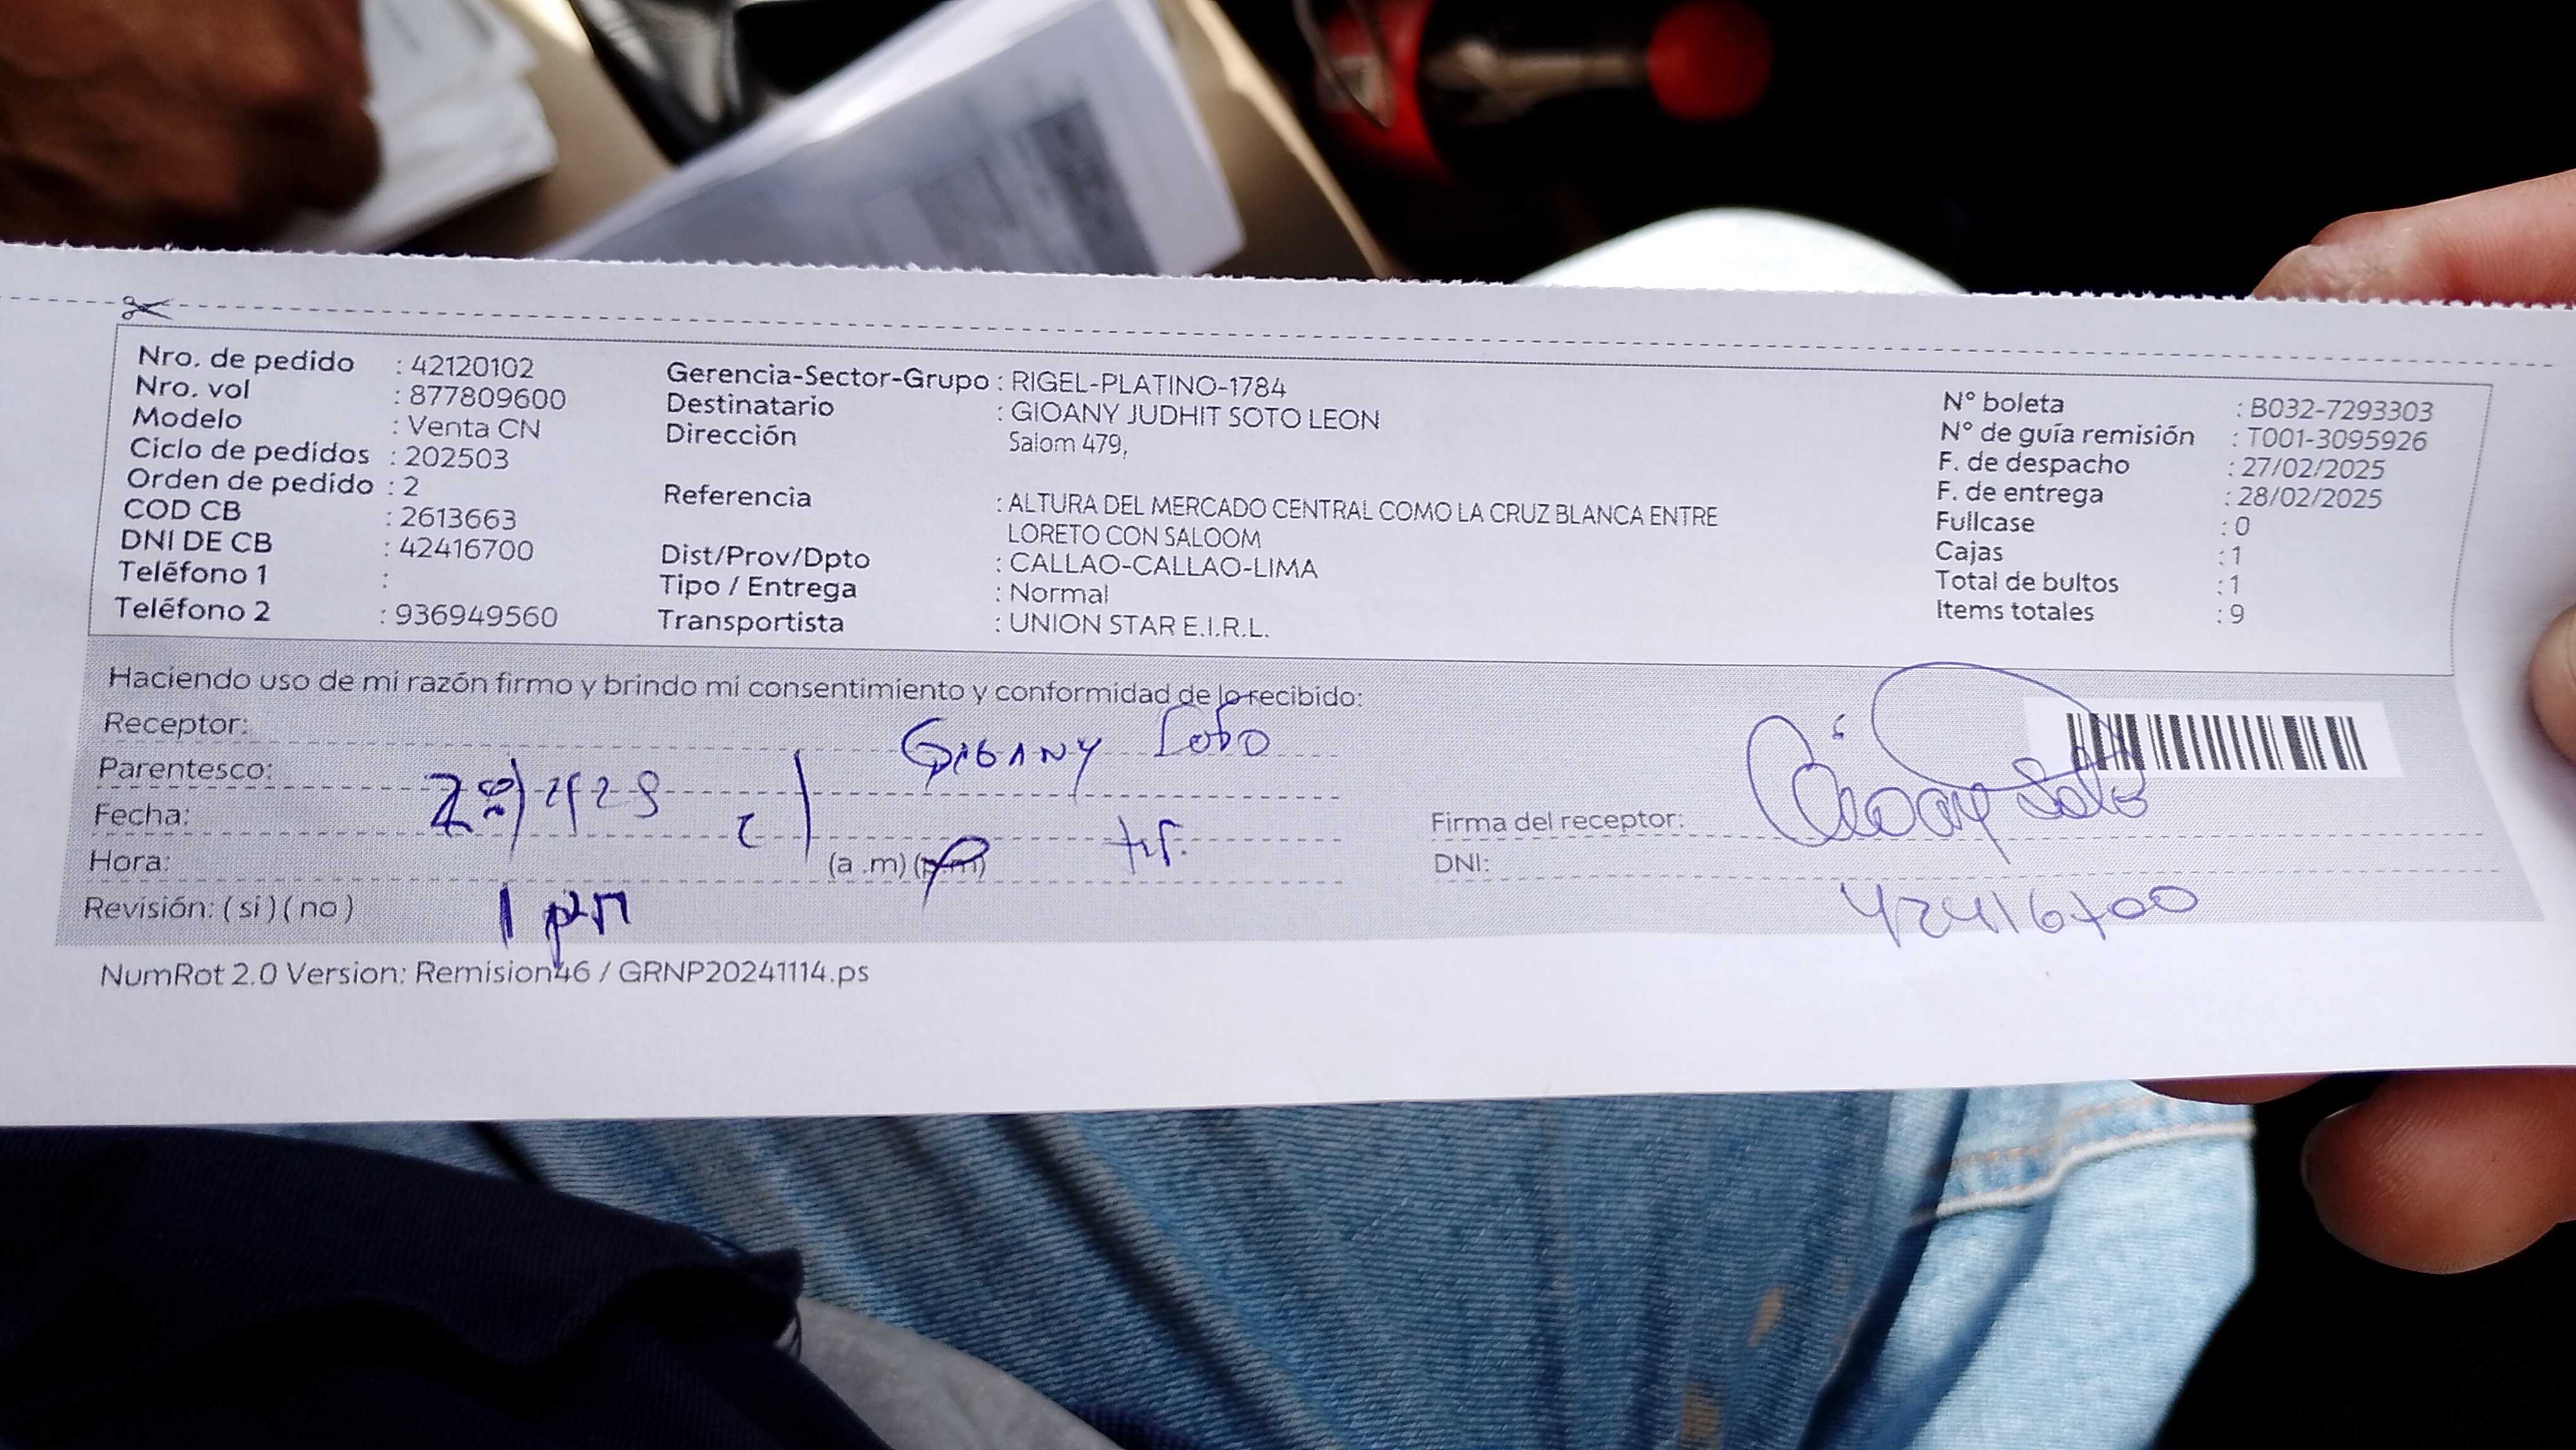 Nro. de pedido : 42120102
Nro. vol : 877809600
Modelo : Venta CN
Ciclo de pedidos : 202503
Orden de pedido : 2
COD CB : 2613663
DNI DE CB : 42416700
Teléfono 1 :
Teléfono 2 : 936949560
Gerencia-Sector-Grupo : RIGEL-PLATINO-1784
Destinatario : GIOANY JUDHIT SOTO LEON
Dirección Salom 479,
Referencia : ALTURA DEL MERCADO CENTRAL COMO LA CRUZ BLANCA ENTRE
LORETO CON SALOOM
Dist/Prov/Dpto : CALLAO-CALLAO-LIMA
Tipo / Entrega : Normal
Transportista : UNION STAR E.I.R.L.
N° boleta : B032-7293303
N° de guía remisión : T001-3095926
F. de despacho : 27/02/2025
F. de entrega : 28/02/2025
Fullcase : 0
Cajas : 1
Total de bultos : 1
Items totales : 9
Haciendo uso de mi razón firmo y brindo mi consentimiento y conformidad de lo recibido:
Receptor:
Parentesco:
Fecha:
Hora: (a .m) (p.m)
Revisión: ( si ) ( no ) 1 pm
Firma del receptor: Gioany Soto
DNI: 42416700
NumRot 2.0 Version: Remision46 / GRNP20241114.ps